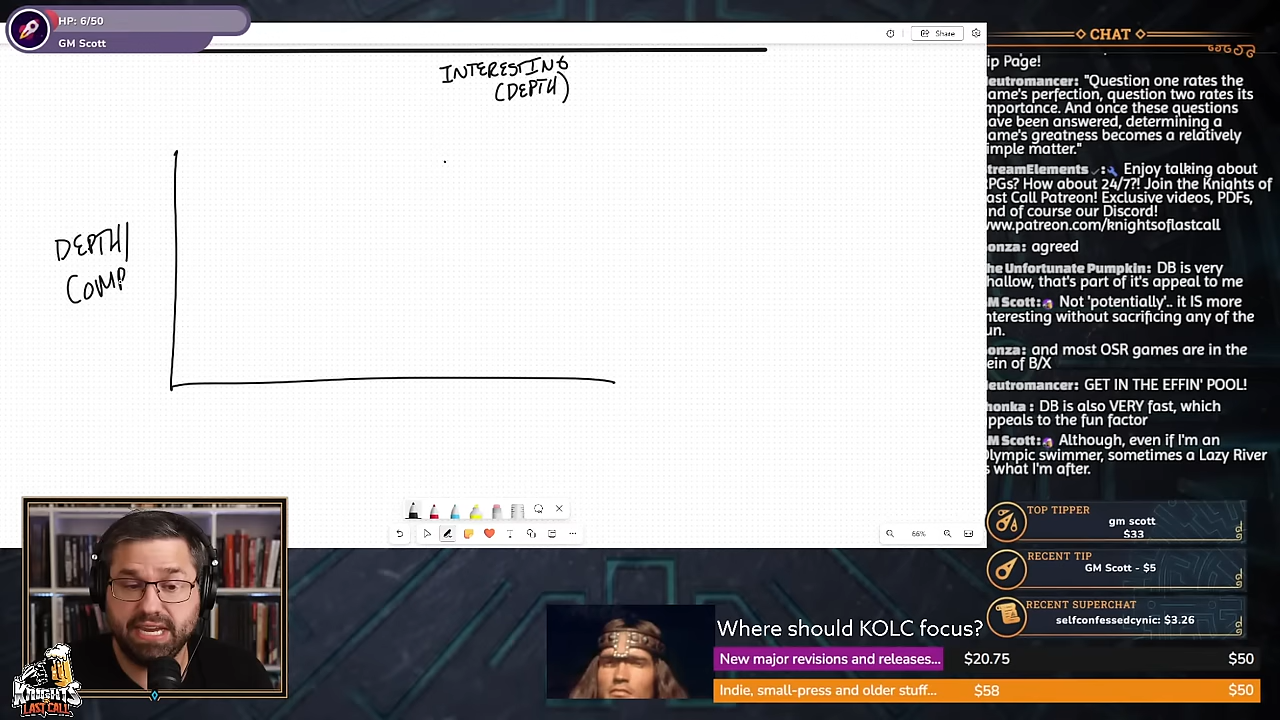 HP: 6/50
GM Scott
Share
INTERESTING
(DEPTH)
DEPTH/
COMP
66%
CHAT
ip Page!
eutromancer: "Question one rates the
ame's perfection, question two rates its
mportance. And once these questions
ave been answered, determining a
ame's greatness becomes a relatively
imple matter."
treamElements: Enjoy talking about
PGs? How about 24/7?! Join the Knights of
ast Call Patreon! Exclusive videos, PDFs,
nd of course our Discord!
www.patreon.com/knightsoflastcall
onza: agreed
he Unfortunate Pumpkin: DB is very
hallow, that's part of it's appeal to me
GM Scott: Not 'potentially'.. it IS more
nteresting without sacrificing any of the
un.
onza: and most OSR games are in the
ein of B/X
eutromancer: GET IN THE EFFIN' POOL!
honka : DB is also VERY fast, which
ppeals to the fun factor
GM Scott: Although, even if I'm an
Olympic swimmer, sometimes a Lazy River
s what I'm after.
TOP TIPPER
gm scott
$33
RECENT TIP
GM Scott - $5
RECENT SUPERCHAT
selfconfessedcynic: $3.26
Where should KOLC focus?
New major revisions and releases... $20.75 $50
Indie, small-press and older stuff... $58 $50
KNIGHTS
LAST CALL